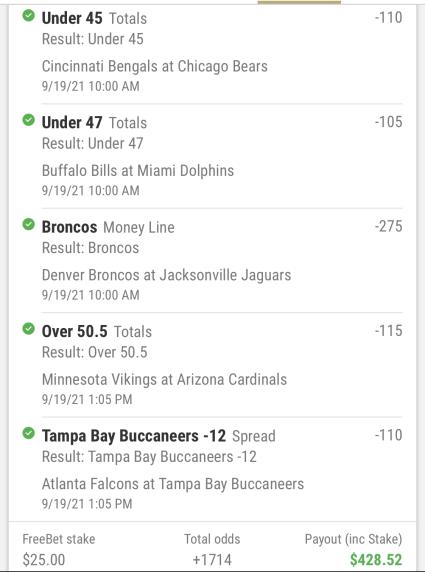 Under 45 Totals -110
Result: Under 45
Cincinnati Bengals at Chicago Bears
9/19/21 10:00 AM
Under 47 Totals -105
Result: Under 47
Buffalo Bills at Miami Dolphins
9/19/21 10:00 AM
Broncos Money Line -275
Result: Broncos
Denver Broncos at Jacksonville Jaguars
9/19/21 10:00 AM
Over 50.5 Totals -115
Result: Over 50.5
Minnesota Vikings at Arizona Cardinals
9/19/21 1:05 PM
Tampa Bay Buccaneers -12 Spread -110
Result: Tampa Bay Buccaneers -12
Atlanta Falcons at Tampa Bay Buccaneers
9/19/21 1:05 PM
FreeBet stake Total odds Payout (inc Stake)
$25.00 +1714 $428.52